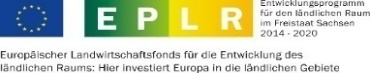 EPLR
Entwicklungsprogramm
für den ländlichen Raum
im Freistaat Sachsen
2014 - 2020
Europäischer Landwirtschaftsfonds für die Entwicklung des
ländlichen Raums: Hier investiert Europa in die ländlichen Gebiete